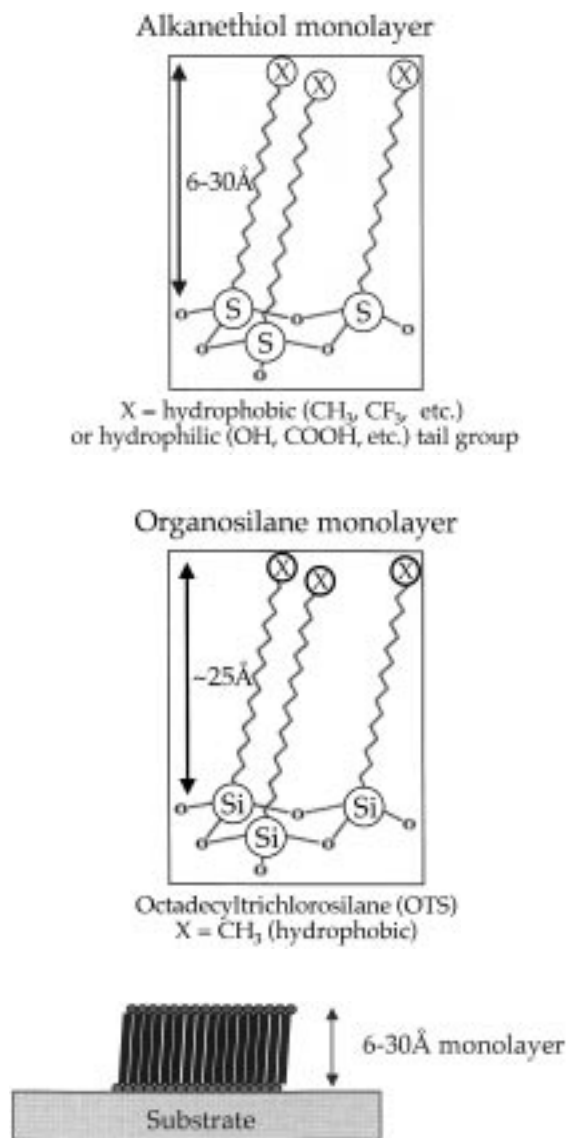 Alkanethiol monolayer
X X X
6-30Å
S S
S
o o o o o o
X = hydrophobic (CH₃, CF₃, etc.)
or hydrophilic (OH, COOH, etc.) tail group
Organosilane monolayer
X X X
~25Å
Si Si
Si
o o o o o o
Octadecyltrichlorosilane (OTS)
X = CH₃ (hydrophobic)
6-30Å monolayer
Substrate